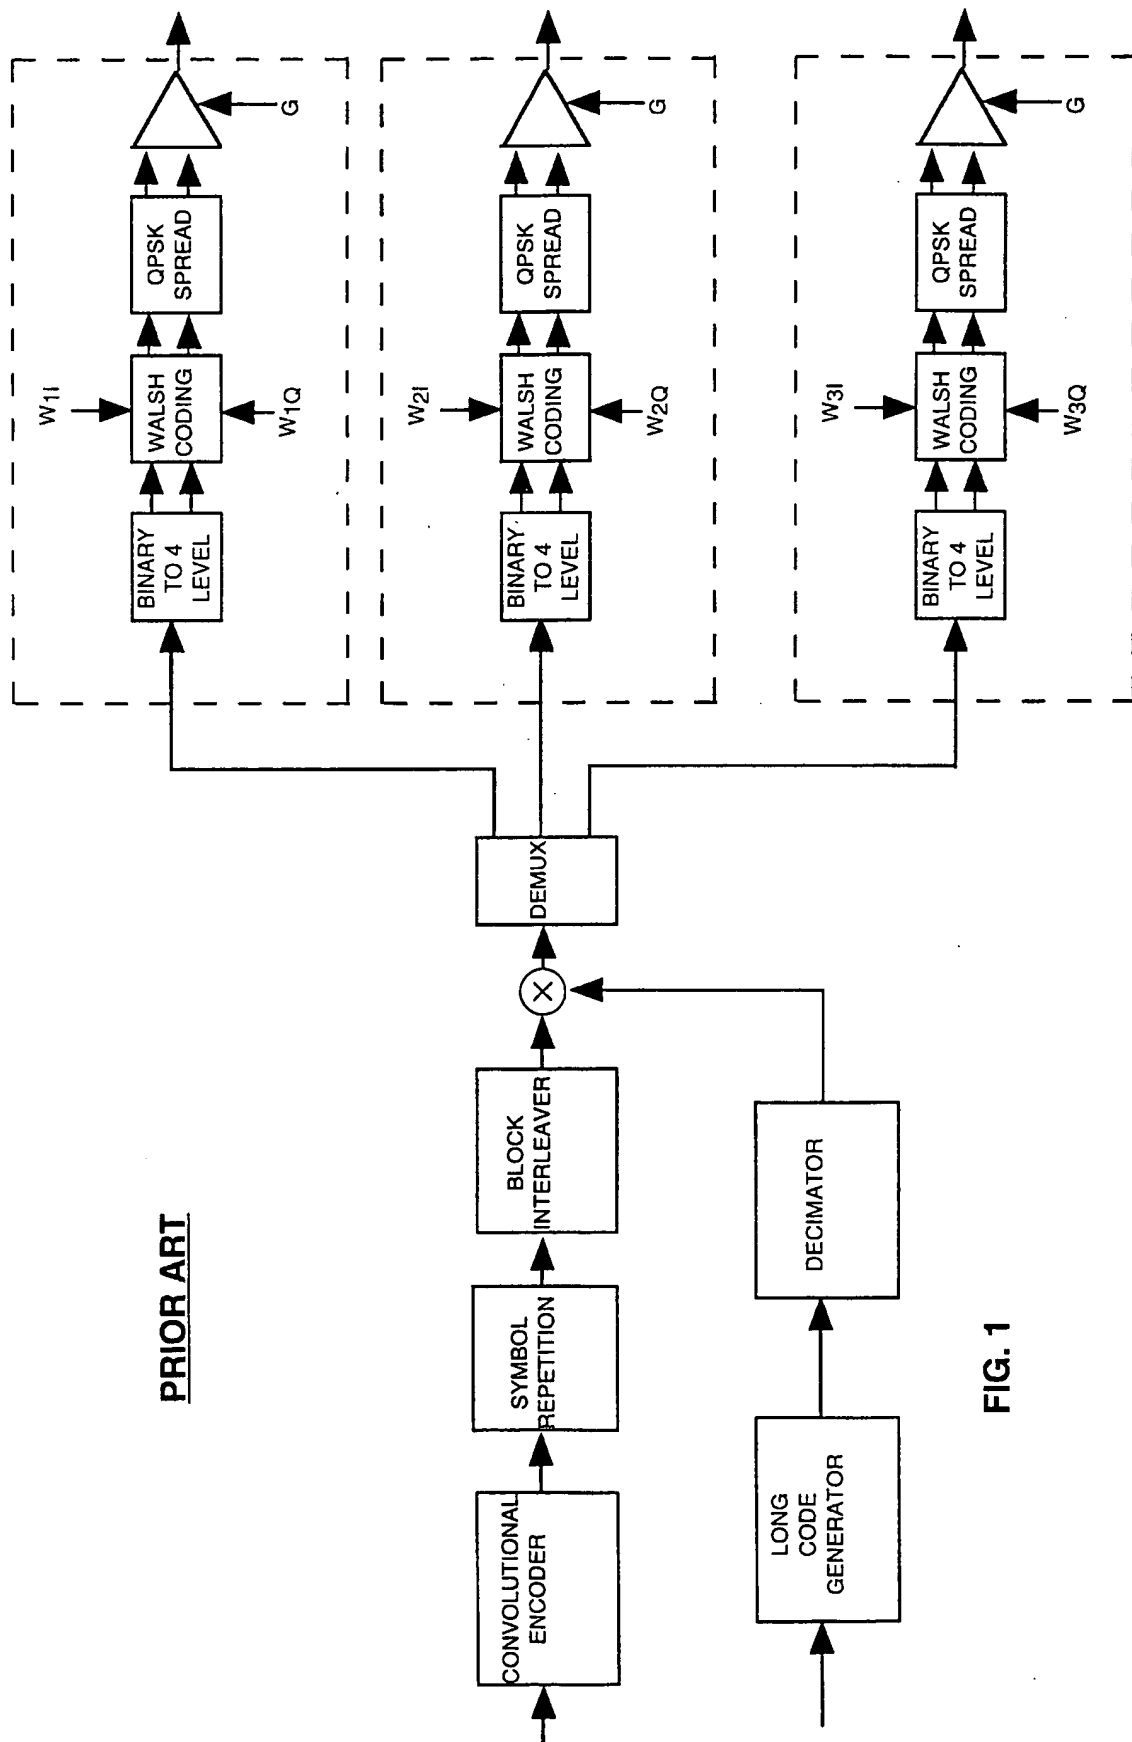 PRIOR ART
CONVOLUTIONAL
ENCODER
SYMBOL
REPETITION
BLOCK
INTERLEAVER
X
DEMUX
LONG
CODE
GENERATOR
DECIMATOR
BINARY
TO 4
LEVEL
W1I
WALSH
CODING
W1Q
QPSK
SPREAD
G
BINARY
TO 4
LEVEL
W2I
WALSH
CODING
W2Q
QPSK
SPREAD
G
BINARY
TO 4
LEVEL
W3I
WALSH
CODING
W3Q
QPSK
SPREAD
G
FIG. 1